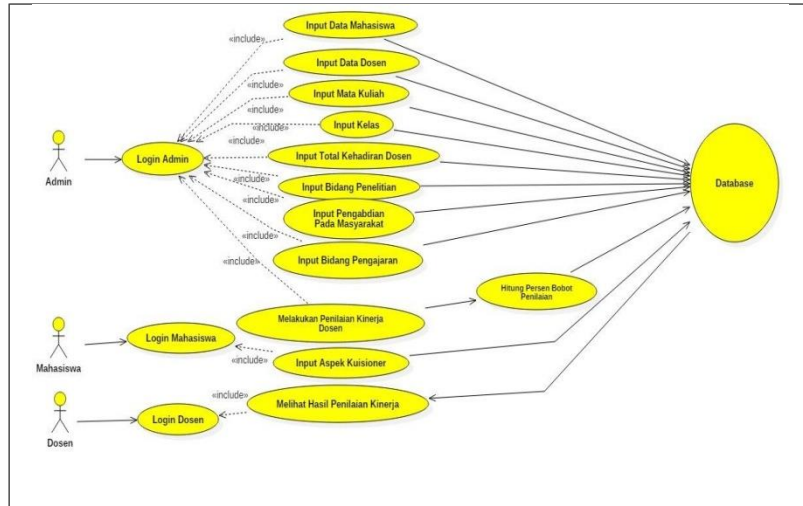 Input Data Mahasiswa
«include»
Input Data Dosen
«include»
Input Mata Kuliah
«include»
Input Kelas
«include»
Login Admin
Admin
«include»
Input Total Kehadiran Dosen
«include»
Input Bidang Penelitian
«include»
Input Pengabdian
Pada Masyarakat
«include»
Input Bidang Pengajaran
«include»
Database
Hitung Persen Bobot
Penilaian
Melakukan Penilaian Kinerja
Dosen
Login Mahasiswa
Mahasiswa
«include»
Input Aspek Kuisioner
«include»
Melihat Hasil Penilaian Kinerja
Login Dosen
Dosen